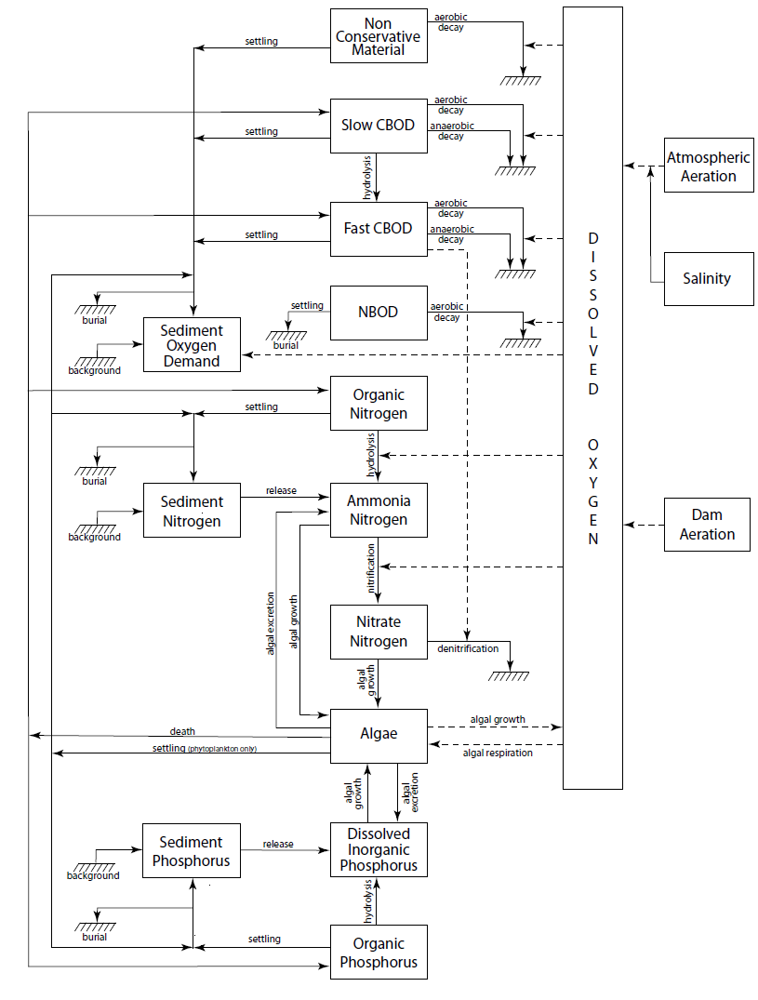 Non
Conservative
Material
aerobic
decay
settling
Slow CBOD
aerobic
decay
anaerobic
decay
settling
hydrolysis
Fast CBOD
aerobic
decay
anaerobic
decay
settling
NBOD
aerobic
decay
settling
burial
burial
Sediment
Oxygen
Demand
background
Organic
Nitrogen
settling
hydrolysis
burial
Sediment
Nitrogen
release
background
Ammonia
Nitrogen
nitrification
algal excretion
algal growth
Nitrate
Nitrogen
denitrification
algal
growth
Algae
algal growth
algal respiration
death
settling (phytoplankton only)
algal
growth
algal
excretion
Sediment
Phosphorus
release
background
Dissolved
Inorganic
Phosphorus
hydrolysis
burial
settling
Organic
Phosphorus
DISSOLVED OXYGEN
Atmospheric
Aeration
Salinity
Dam
Aeration